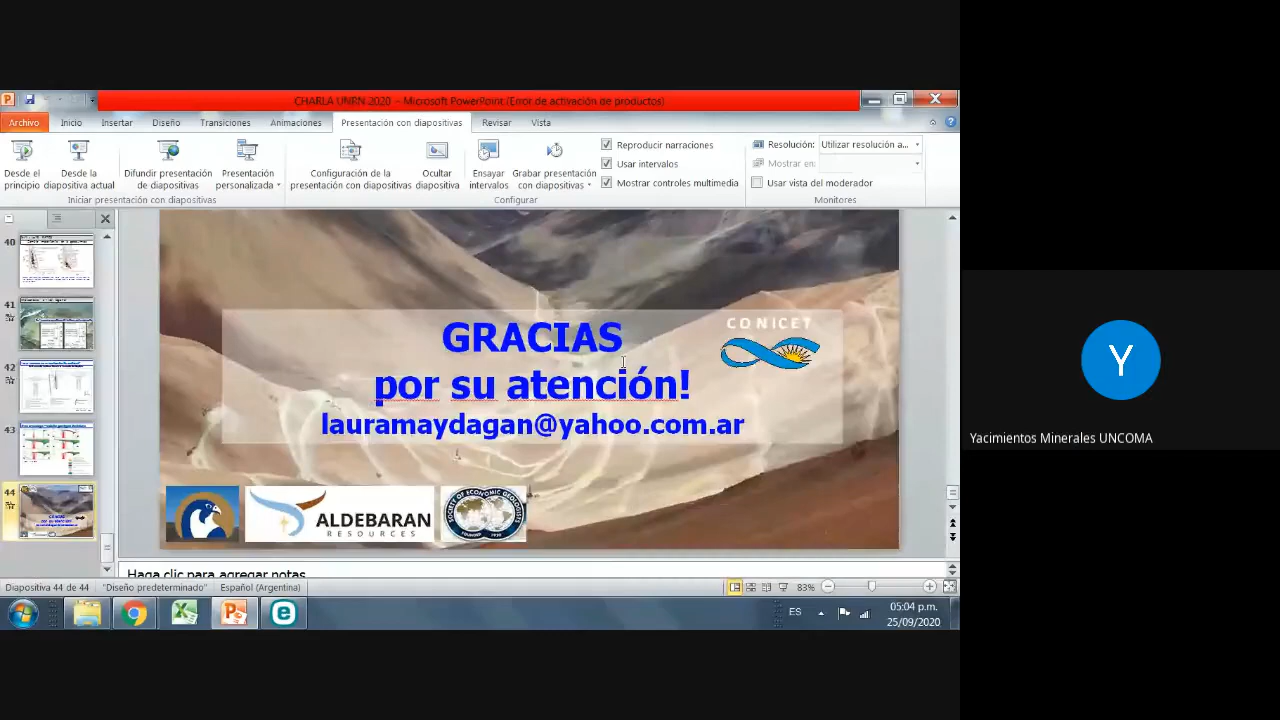 CHARLA UNRN 2020 - Microsoft PowerPoint (Error de activación de productos)
Archivo Inicio Insertar Diseño Transiciones Animaciones Presentación con diapositivas Revisar Vista
Desde el principio
Desde la diapositiva actual
Difundir presentación de diapositivas
Presentación personalizada
Iniciar presentación con diapositivas
Configuración de la presentación con diapositivas
Ocultar diapositiva
Ensayar intervalos
Grabar presentación con diapositivas
Reproducir narraciones
Usar intervalos
Mostrar controles multimedia
Configurar
Resolución: Utilizar resolución a...
Mostrar en:
Usar vista del moderador
Monitores
40
41
42
43
44
GRACIAS
por su atención!
lauramaydagan@yahoo.com.ar
CONICET
ALDEBARAN
RESOURCES
SOCIETY OF ECONOMIC GEOLOGISTS
Haga clic para agregar notas
Diapositiva 44 de 44 "Diseño predeterminado" Español (Argentina) 83%
ES 05:04 p.m.
25/09/2020
Y
Yacimientos Minerales UNCOMA